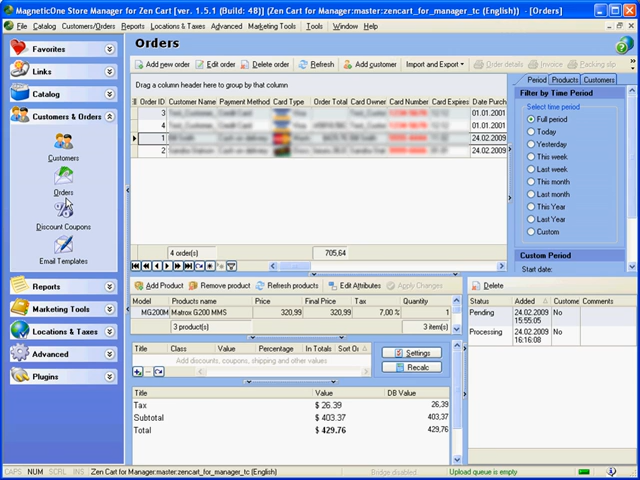 MagneticOne Store Manager for Zen Cart [ver. 1.5.1 (Build: 48)] (Zen Cart for Manager:master:zencart_for_manager_tc (English)) - [Orders]
File Catalog Customers/Orders Reports Locations & Taxes Advanced Marketing Tools Tools Window Help
Favorites
Links
Catalog
Customers & Orders
Customers
Orders
Discount Coupons
Email Templates
Reports
Marketing Tools
Locations & Taxes
Advanced
Plugins
Orders
Add new order Edit order Delete order Refresh Add customer Import and Export Order details Invoice Packing slip
Drag a column header here to group by that column
Order ID Customer Name Payment Method Card Type Order Total Card Owner Card Number Card Expires Date Purch
3 01.01.2001
4 01.01.2001
1 24.02.2009
2 24.02.2009
4 order(s) 705,64
Period Products Customers
Filter by Time Period
Select time period
Full period
Today
Yesterday
This week
Last week
This month
Last month
This Year
Last Year
Custom
Custom Period
Start date:
Add Product Remove product Refresh products Edit Attributes Apply Changes
Model Products name Price Final Price Tax Quantity
MG200M Matrox G200 MMS 320,99 320,99 7,00 % 1
3 product(s) 3 item(s)
Title Class Value Percentage In Totals Sort Or
Add discounts, coupons, shipping and other values
Settings
Recalc
Title Value DB Value
Tax $ 26.39 26,39
Subtotal $ 403.37 403,37
Total $ 429.76 429,76
Delete
Status Added Custome Comments
Pending 24.02.2009 15:55:05 No
Processing 24.02.2009 16:16:08 No
CAPS NUM SCRL INS Zen Cart for Manager:master:zencart_for_manager_tc (English) Bridge disabled Upload queue is empty